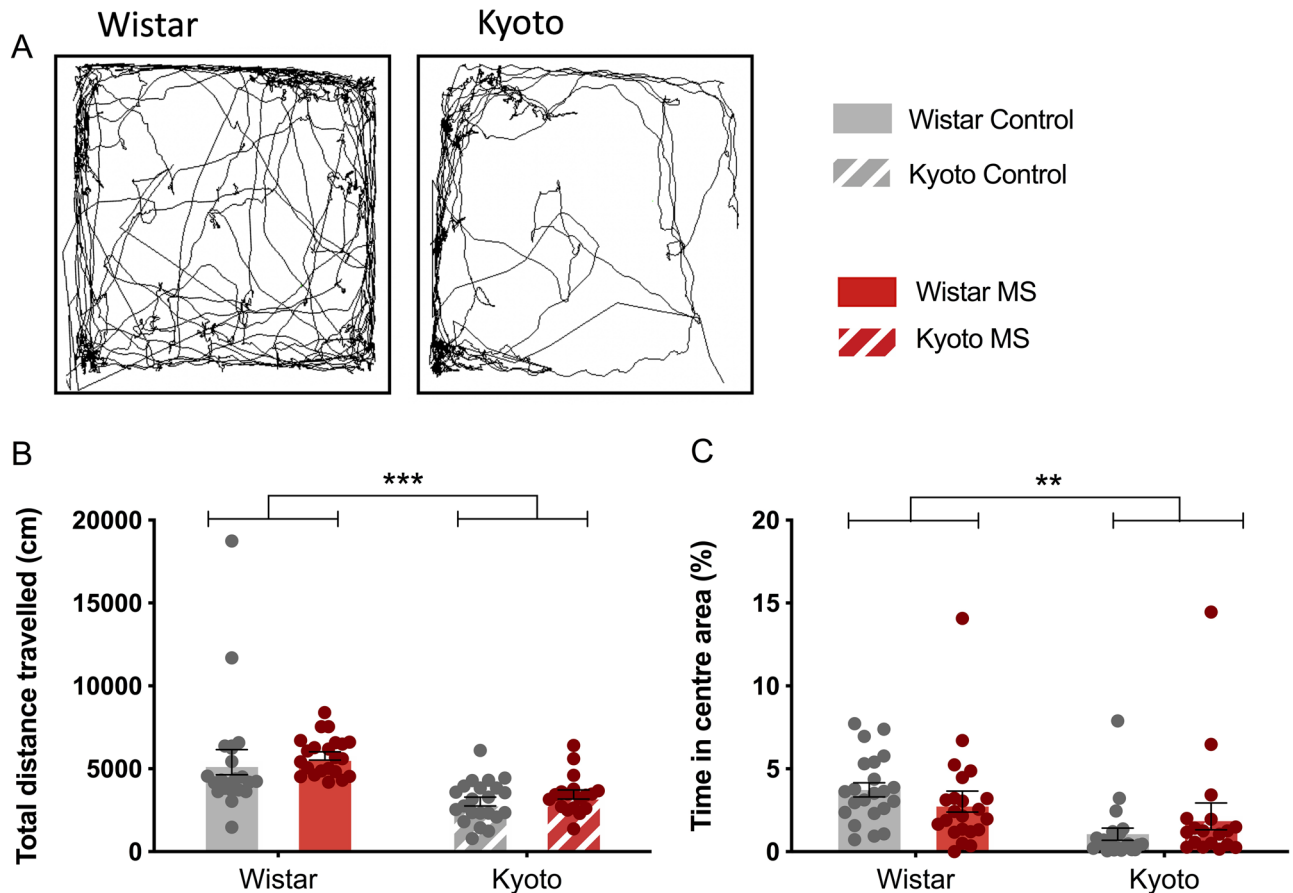 A
Wistar
Kyoto
Wistar Control
Kyoto Control
Wistar MS
Kyoto MS
B
***
Total distance travelled (cm)
20000
15000
10000
5000
0
Wistar
Kyoto
C
**
Time in centre area (%)
20
15
10
5
0
Wistar
Kyoto